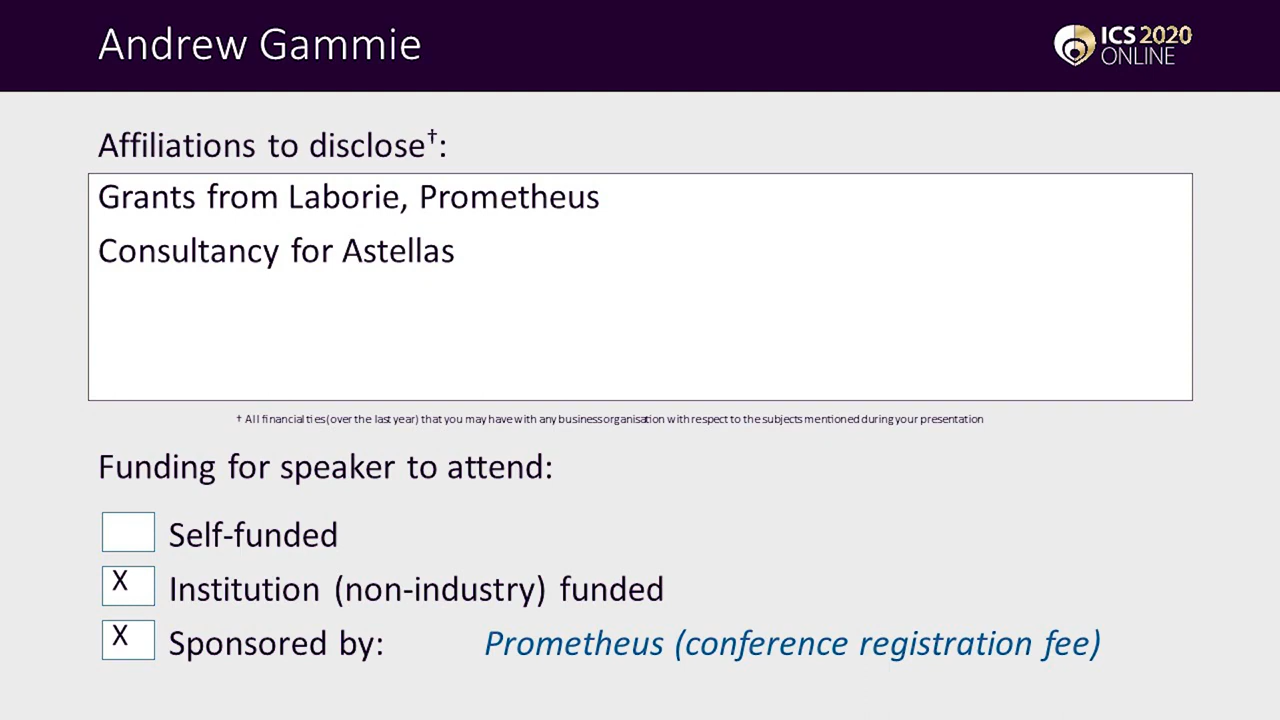 Andrew Gammie
ICS 2020
ONLINE
Affiliations to disclose†:
Grants from Laborie, Prometheus
Consultancy for Astellas
† All financial ties (over the last year) that you may have with any business organisation with respect to the subjects mentioned during your presentation
Funding for speaker to attend:
Self-funded
X Institution (non-industry) funded
X Sponsored by: Prometheus (conference registration fee)